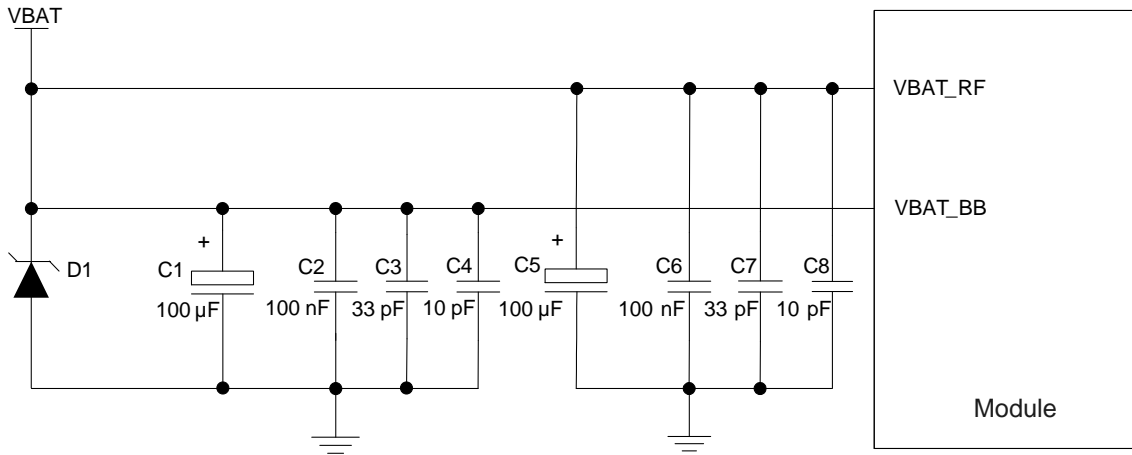 VBAT
VBAT_RF
VBAT_BB
D1
+
C1
100 µF
C2
100 nF
C3
33 pF
C4
10 pF
+
C5
100 µF
C6
100 nF
C7
33 pF
C8
10 pF
Module